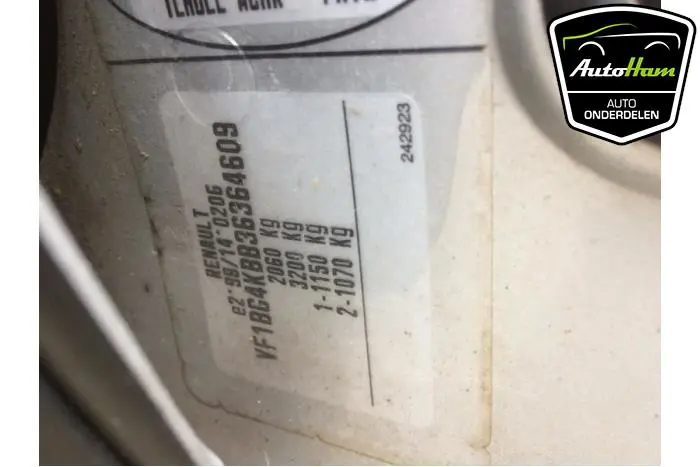 RENAULT
e2*98/14*0206
VF1BG4KBB36364609
2060 Kg
3200 Kg
1-1150 Kg
2-1070 Kg
242923
AutoHam
AUTO
ONDERDELEN